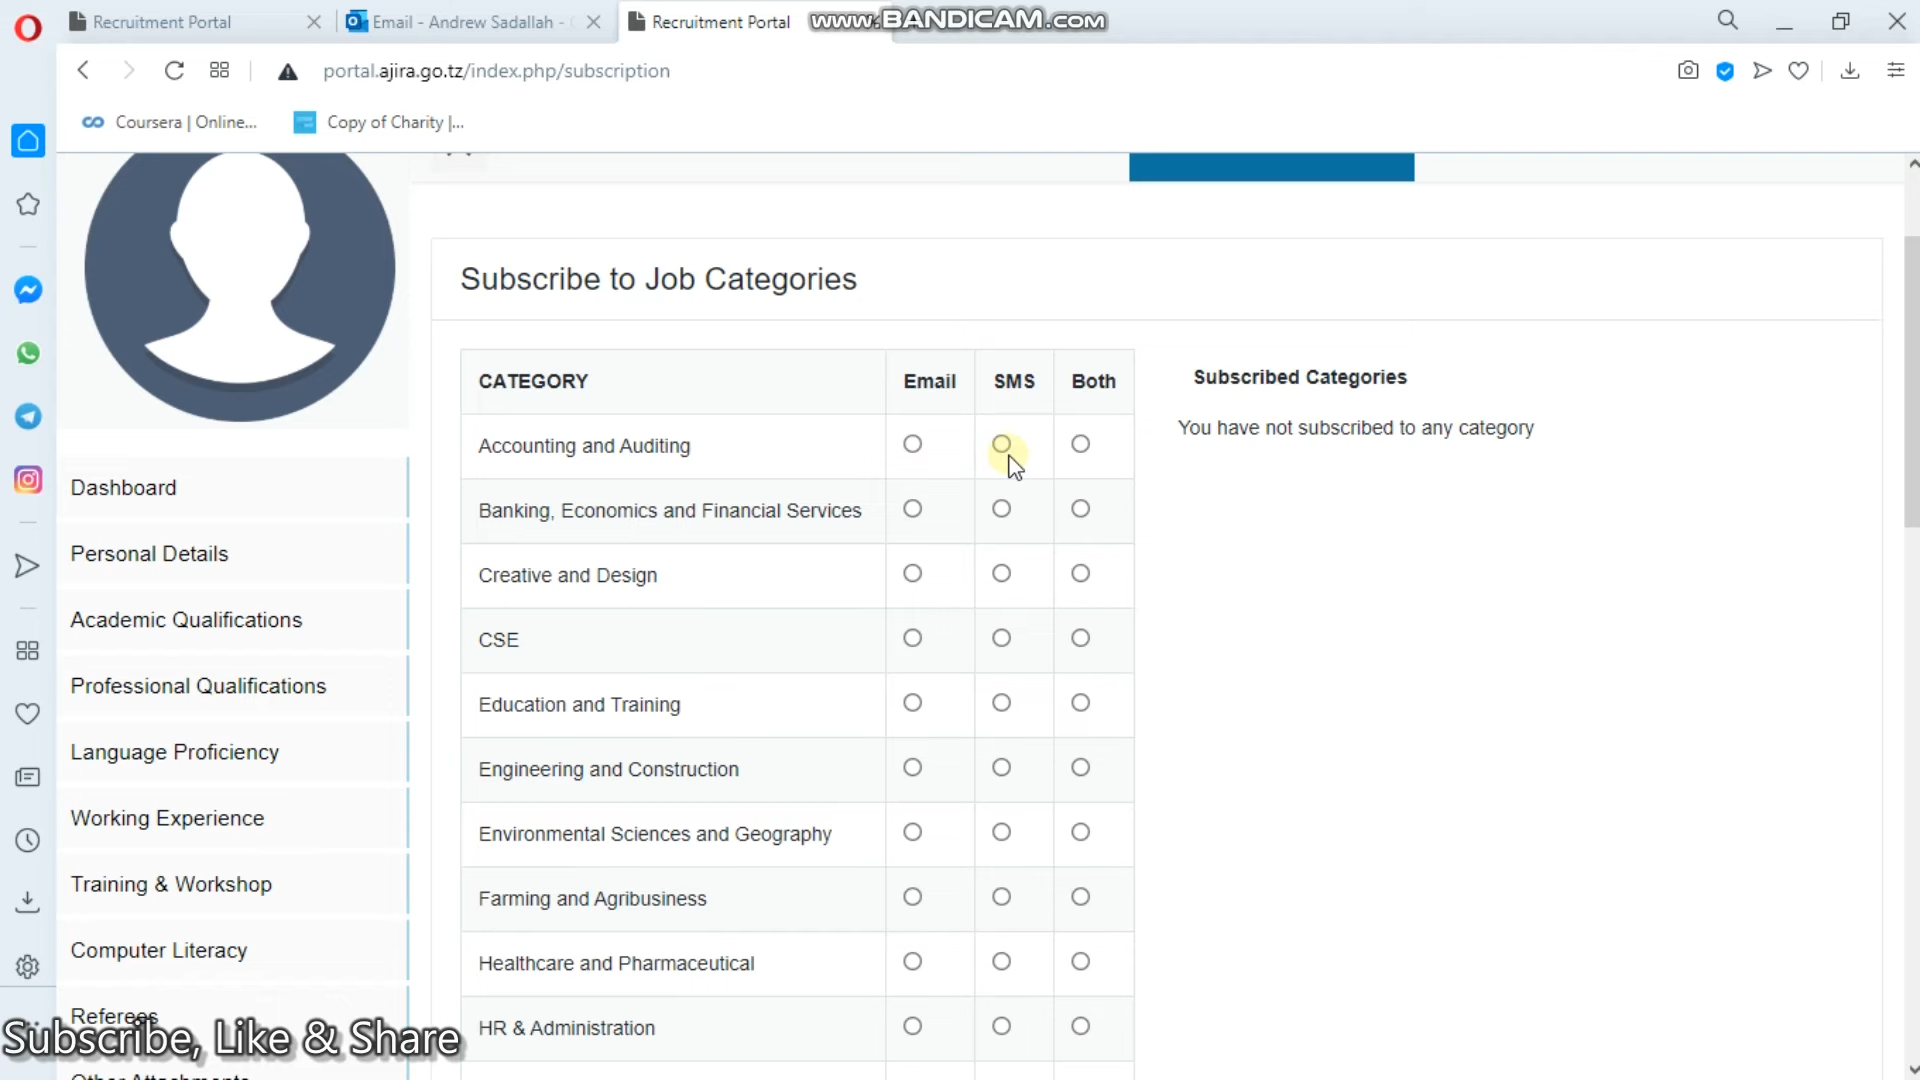 Recruitment Portal
Email - Andrew Sadallah -
Recruitment Portal
www.BANDICAM.com
portal.ajira.go.tz/index.php/subscription
Coursera | Online...
Copy of Charity |...
Subscribe to Job Categories
CATEGORY Email SMS Both
Subscribed Categories
You have not subscribed to any category
Accounting and Auditing
Banking, Economics and Financial Services
Creative and Design
CSE
Education and Training
Engineering and Construction
Environmental Sciences and Geography
Farming and Agribusiness
Healthcare and Pharmaceutical
HR & Administration
Dashboard
Personal Details
Academic Qualifications
Professional Qualifications
Language Proficiency
Working Experience
Training & Workshop
Computer Literacy
Referees
Other Attachments
Subscribe, Like & Share